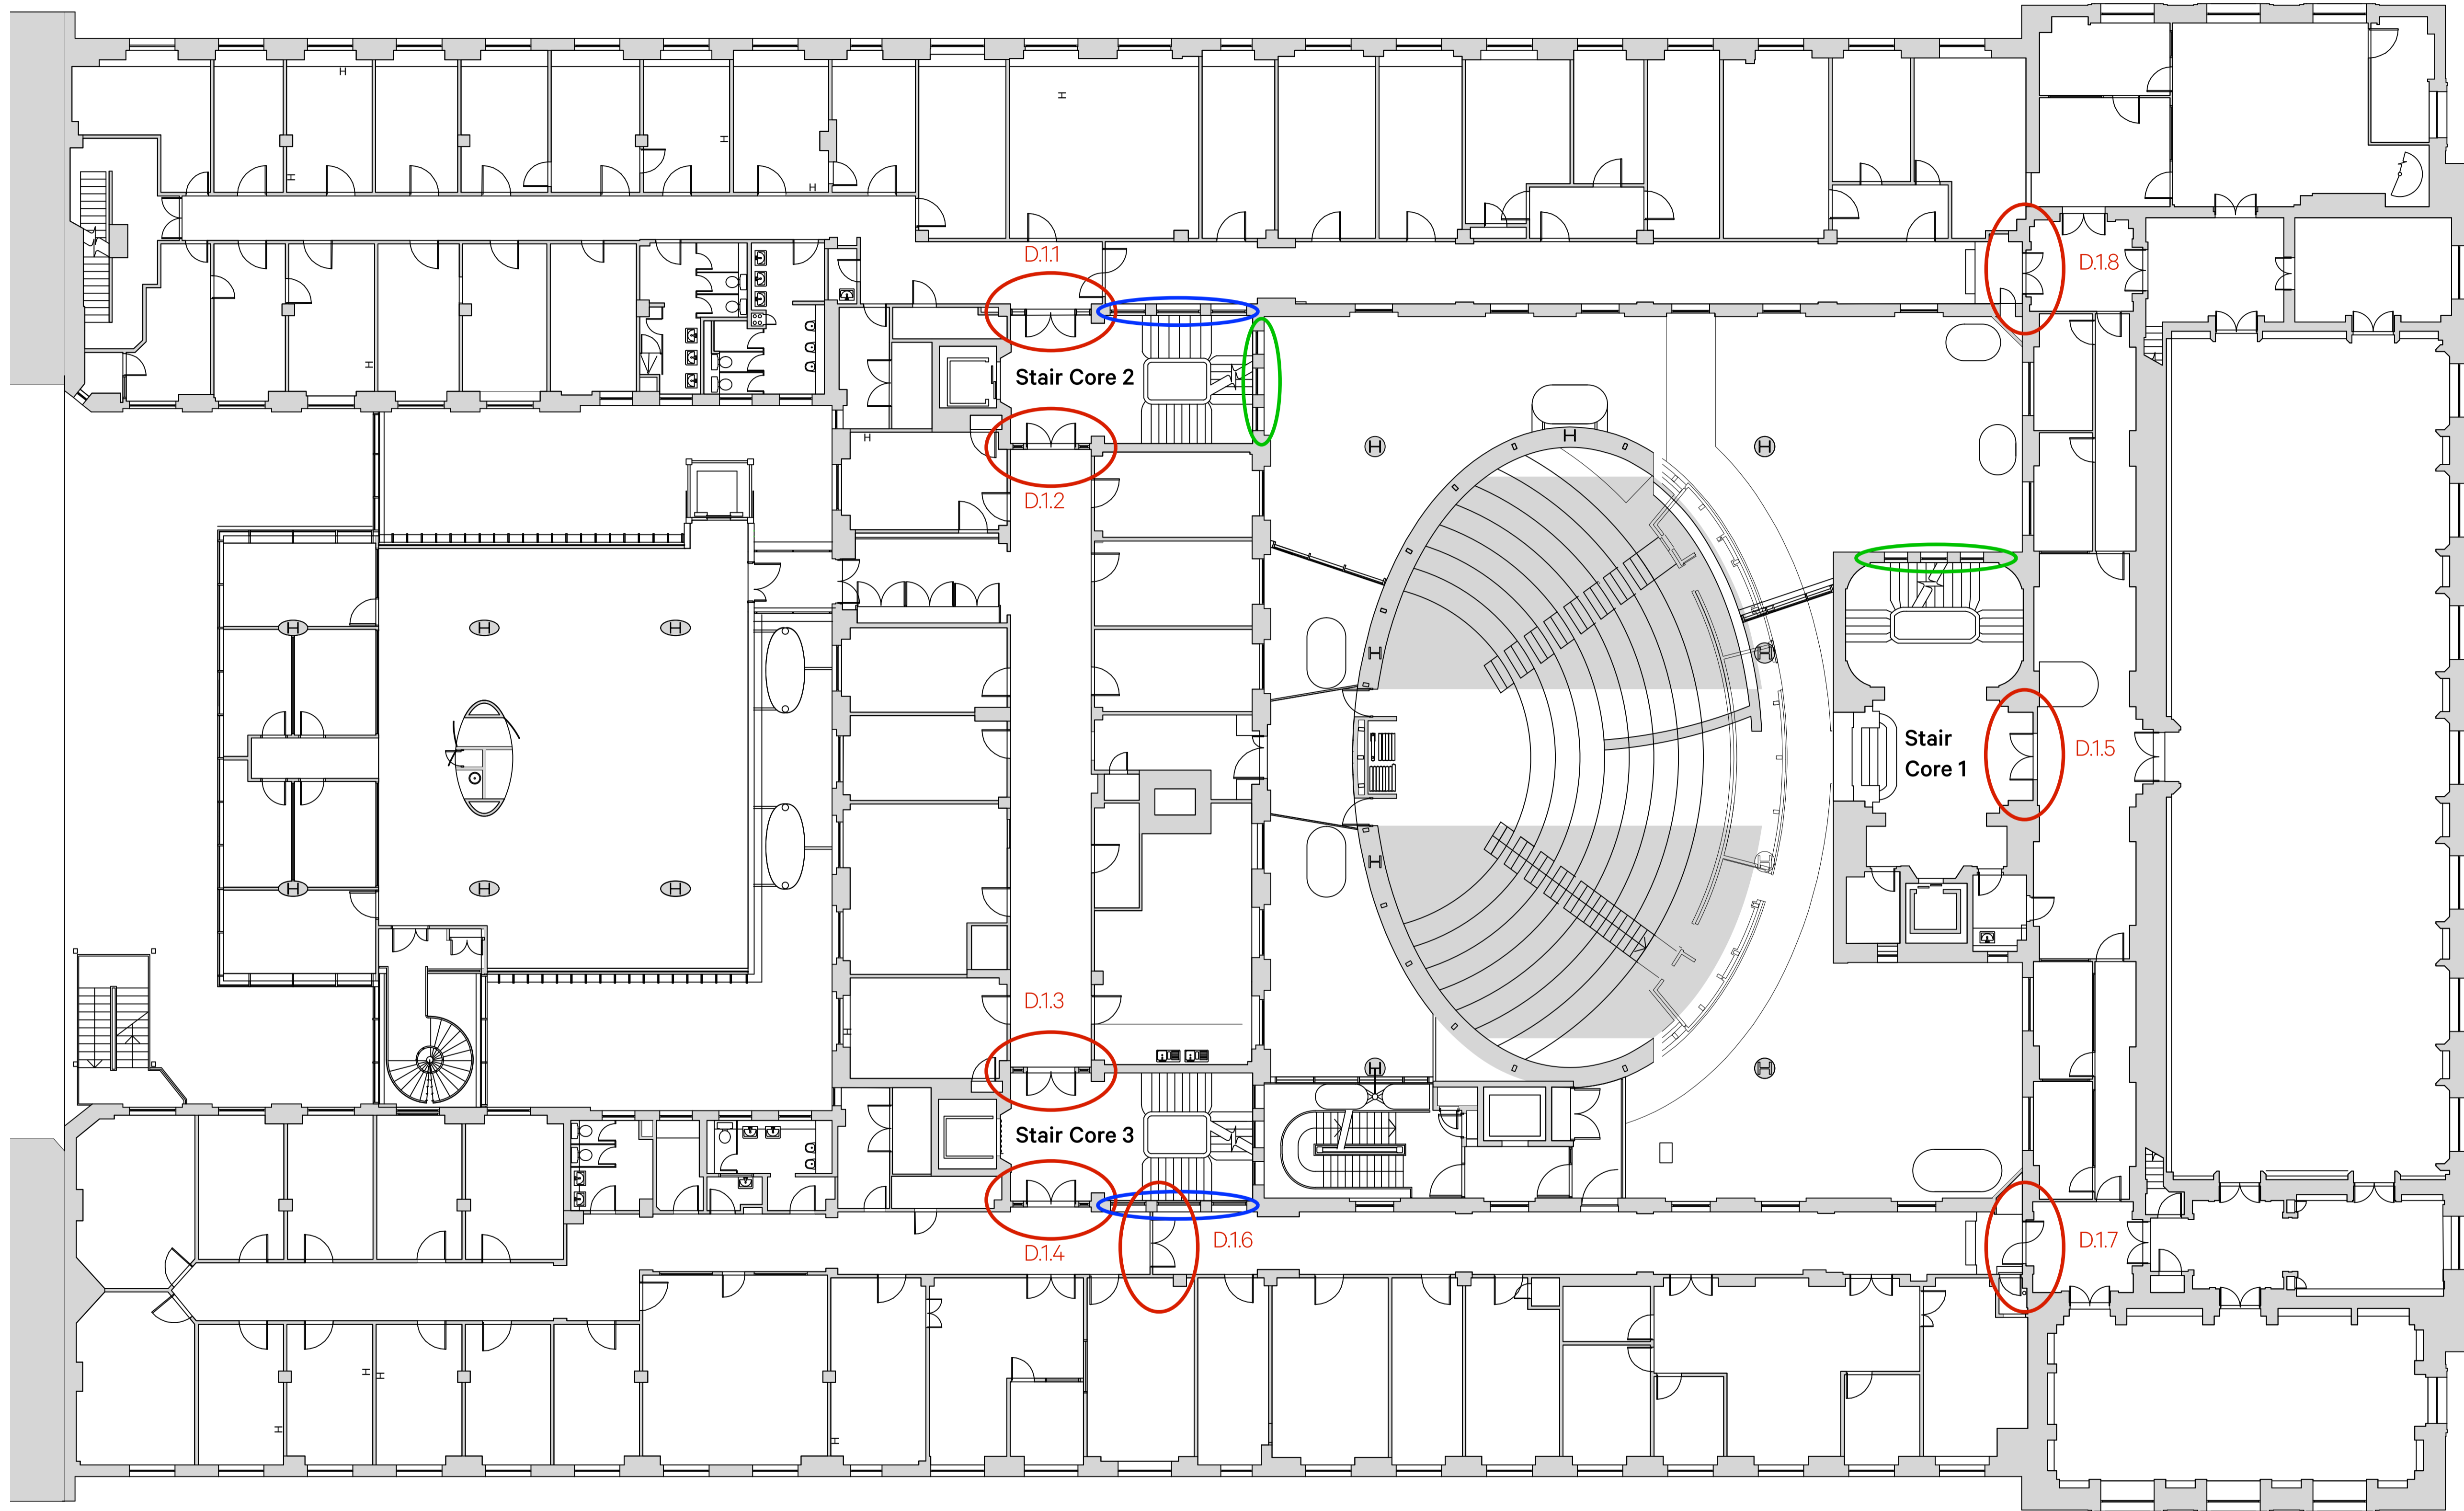 D.1.1
D.1.8
Stair Core 2
D.1.2
Stair
Core 1
D.1.5
D.1.3
Stair Core 3
D.1.4
D.1.6
D.1.7